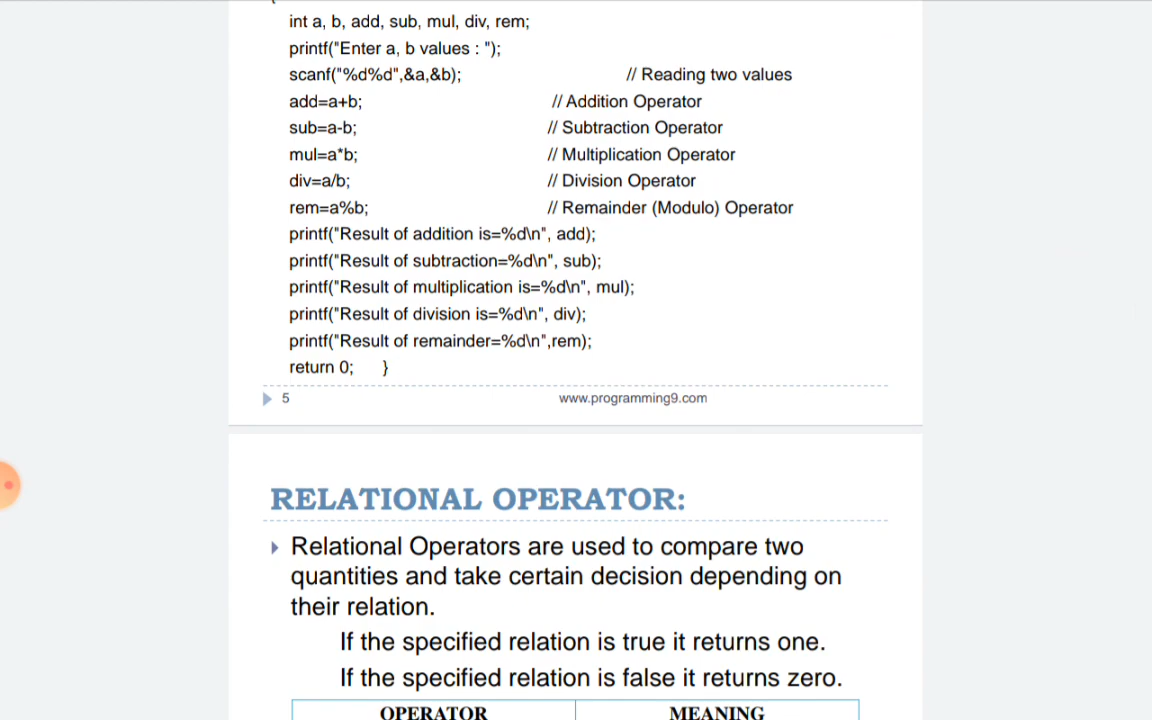 int a, b, add, sub, mul, div, rem;
printf("Enter a, b values : ");
scanf("%d%d",&a,&b); // Reading two values
add=a+b; // Addition Operator
sub=a-b; // Subtraction Operator
mul=a*b; // Multiplication Operator
div=a/b; // Division Operator
rem=a%b; // Remainder (Modulo) Operator
printf("Result of addition is=%d\n", add);
printf("Result of subtraction=%d\n", sub);
printf("Result of multiplication is=%d\n", mul);
printf("Result of division is=%d\n", div);
printf("Result of remainder=%d\n",rem);
return 0; }
5 www.programming9.com
RELATIONAL OPERATOR:
Relational Operators are used to compare two
quantities and take certain decision depending on
their relation.
If the specified relation is true it returns one.
If the specified relation is false it returns zero.
OPERATOR MEANING